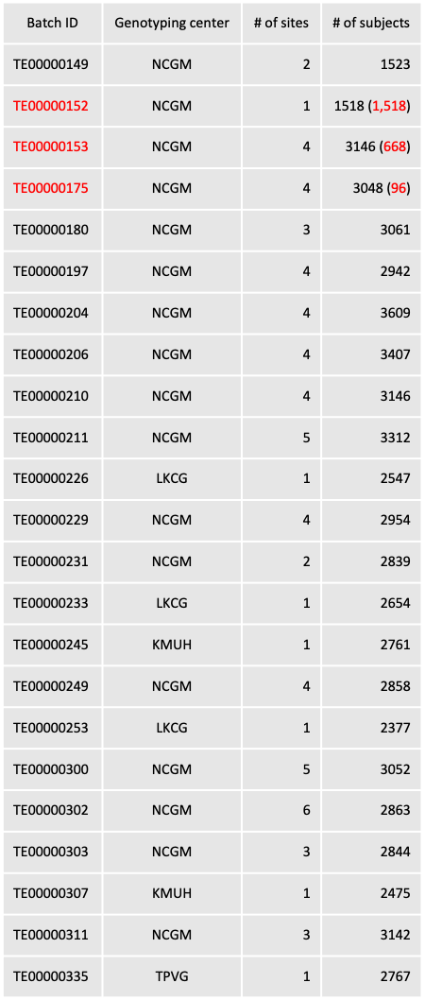 Batch ID Genotyping center # of sites # of subjects
TE00000149 NCGM 2 1523
TE00000152 NCGM 1 1518 (1,518)
TE00000153 NCGM 4 3146 (668)
TE00000175 NCGM 4 3048 (96)
TE00000180 NCGM 3 3061
TE00000197 NCGM 4 2942
TE00000204 NCGM 4 3609
TE00000206 NCGM 4 3407
TE00000210 NCGM 4 3146
TE00000211 NCGM 5 3312
TE00000226 LKCG 1 2547
TE00000229 NCGM 4 2954
TE00000231 NCGM 2 2839
TE00000233 LKCG 1 2654
TE00000245 KMUH 1 2761
TE00000249 NCGM 4 2858
TE00000253 LKCG 1 2377
TE00000300 NCGM 5 3052
TE00000302 NCGM 6 2863
TE00000303 NCGM 3 2844
TE00000307 KMUH 1 2475
TE00000311 NCGM 3 3142
TE00000335 TPVG 1 2767